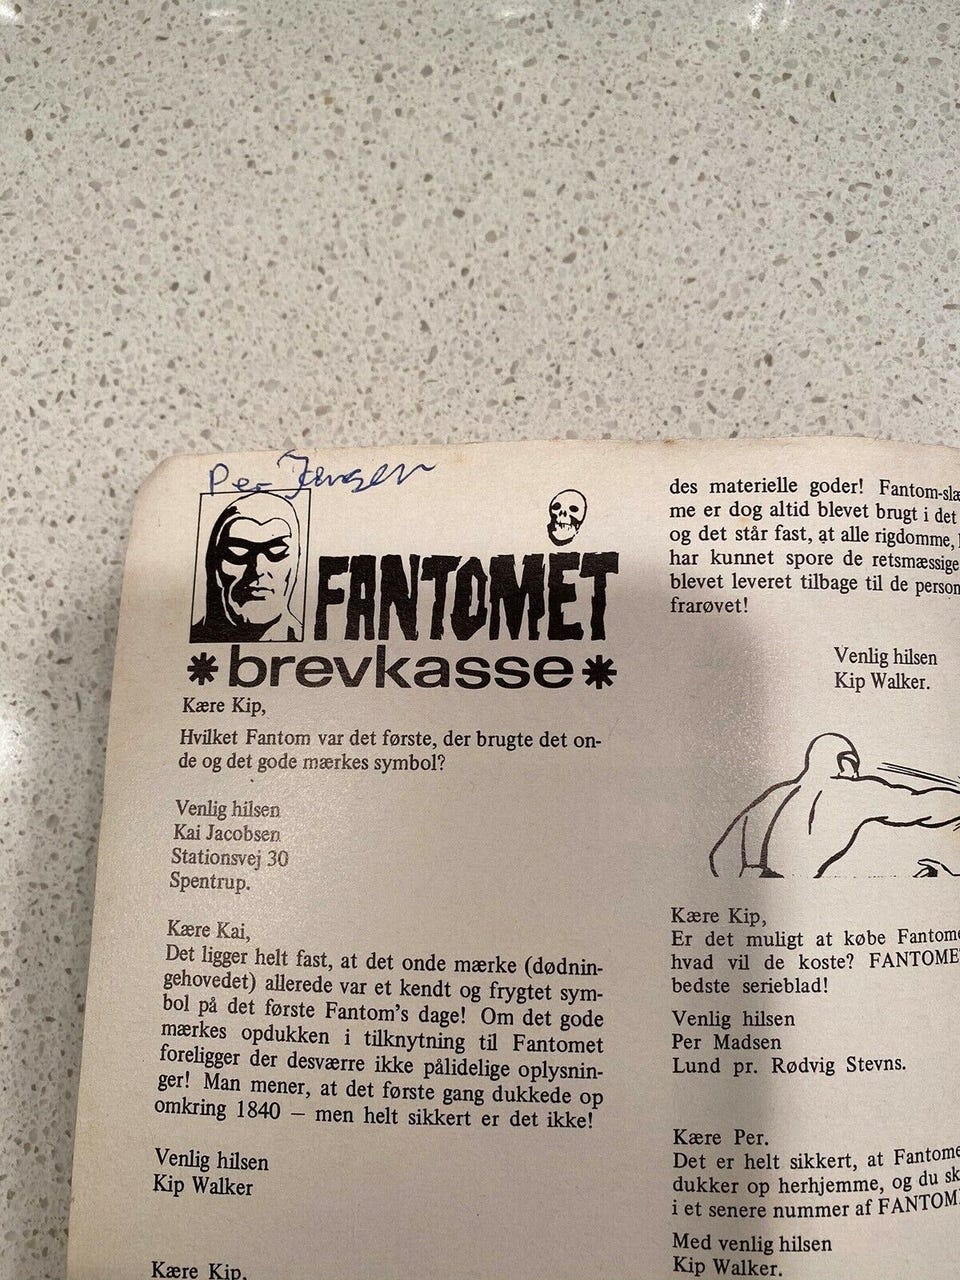 Per Jensen
FANTOMET
*brevkasse*
Kære Kip,
Hvilket Fantom var det første, der brugte det on-
de og det gode mærkes symbol?
Venlig hilsen
Kai Jacobsen
Stationsvej 30
Spentrup.
Kære Kai,
Det ligger helt fast, at det onde mærke (dødnin-
gehovedet) allerede var et kendt og frygtet sym-
bol på det første Fantom's dage! Om det gode
mærkes opdukken i tilknytning til Fantomet
foreligger der desværre ikke pålidelige oplysnin-
ger! Man mener, at det første gang dukkede op
omkring 1840 – men helt sikkert er det ikke!
Venlig hilsen
Kip Walker
Kære Kip,
des materielle goder! Fantom-slæ
me er dog altid blevet brugt i det
og det står fast, at alle rigdomme,
har kunnet spore de retsmæssige
blevet leveret tilbage til de person
frarøvet!
Venlig hilsen
Kip Walker.
Kære Kip,
Er det muligt at købe Fantome
hvad vil de koste? FANTOME
bedste serieblad!
Venlig hilsen
Per Madsen
Lund pr. Rødvig Stevns.
Kære Per.
Det er helt sikkert, at Fantome
dukker op herhjemme, og du sk
i et senere nummer af FANTOM
Med venlig hilsen
Kip Walker.